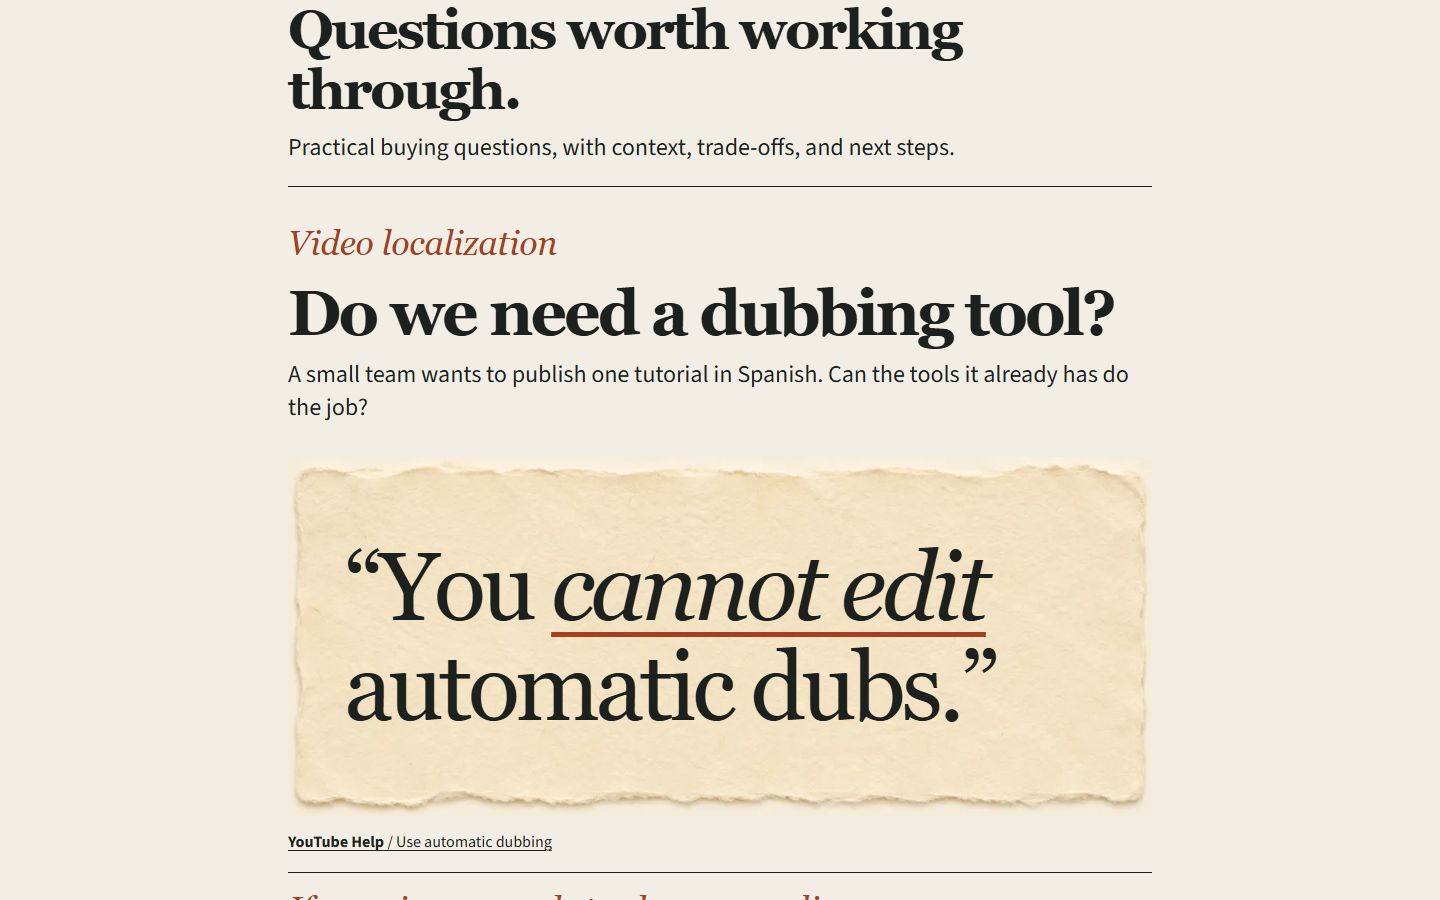 Questions worth working
through.
Practical buying questions, with context, trade-offs, and next steps.
Video localization
Do we need a dubbing tool?
A small team wants to publish one tutorial in Spanish. Can the tools it already has do
the job?
“You cannot edit
automatic dubs.”
YouTube Help / Use automatic dubbing